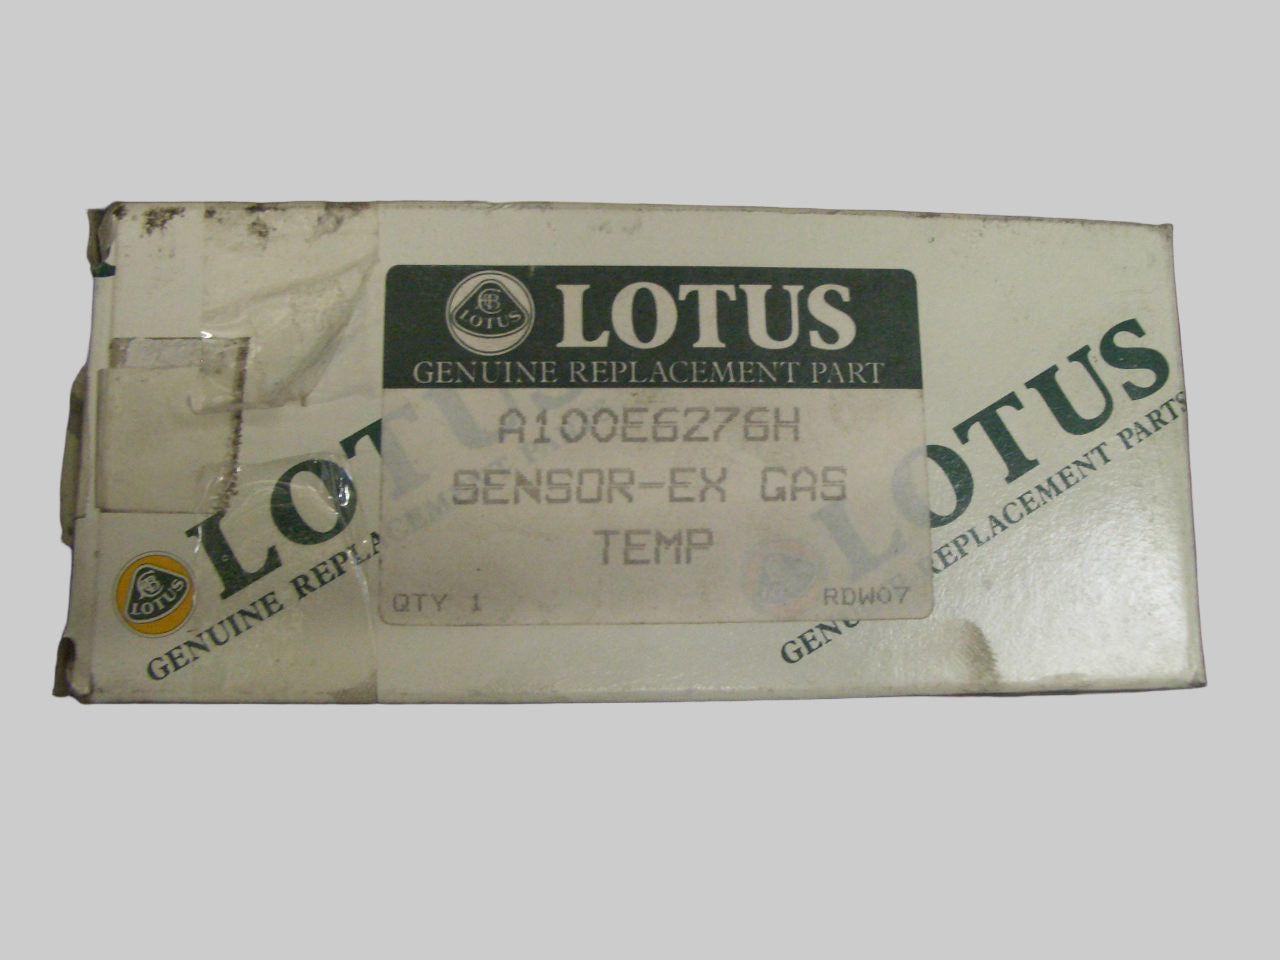 LOTUS
LOTUS
GENUINE REPLACEMENT PART
A100E6276H
SENSOR-EX GAS
TEMP
QTY 1
RDW07
LOTUS
LOTUS
GENUINE REPLACEMENT
LOTUS
GENUINE REPLACEMENT PARTS